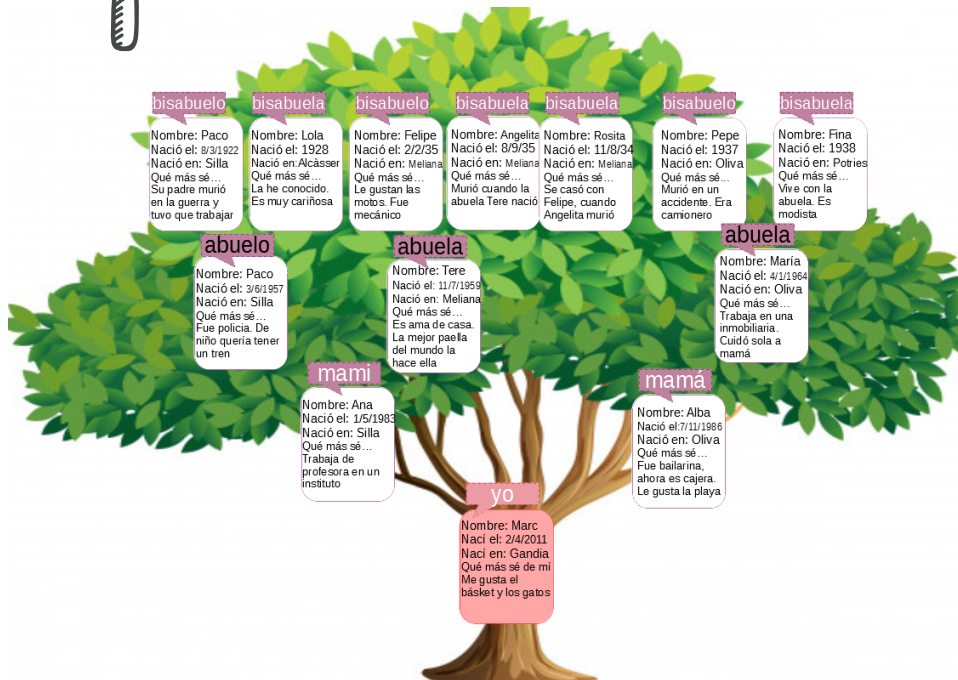 bisabuelo
Nombre: Paco
Nació el: 8/3/1922
Nació en: Silla
Qué más sé…
Su padre murió
en la guerra y
tuvo que trabajar
bisabuela
Nombre: Lola
Nació el: 1928
Nació en:Alcàsser
Qué más sé…
La he conocido.
Es muy cariñosa
bisabuelo
Nombre: Felipe
Nació el: 2/2/35
Nació en: Meliana
Qué más sé…
Le gustan las
motos. Fue
mecánico
bisabuela
Nombre: Angelita
Nació el: 8/9/35
Nació en: Meliana
Qué más sé…
Murió cuando la
abuela Tere nació
bisabuela
Nombre: Rosita
Nació el: 11/8/34
Nació en: Meliana
Qué más sé…
Se casó con
Felipe, cuando
Angelita murió
bisabuelo
Nombre: Pepe
Nació el: 1937
Nació en: Oliva
Qué más sé...
Murió en un
accidente. Era
camionero
bisabuela
Nombre: Fina
Nació el: 1938
Nació en: Potries
Qué más sé…
Vive con la
abuela. Es
modista
abuelo
Nombre: Paco
Nació el: 3/6/1957
Nació en: Silla
Qué más sé…
Fue policia. De
niño quería tener
un tren
abuela
Nombre: Tere
Nació el: 11/7/1959
Nació en: Meliana
Qué más sé…
Es ama de casa.
La mejor paella
del mundo la
hace ella
abuela
Nombre: María
Nació el: 4/1/1964
Nació en: Oliva
Qué más sé…
Trabaja en una
inmobiliaria.
Cuidó sola a
mamá
mami
Nombre: Ana
Nació el: 1/5/1983
Nació en: Silla
Qué más sé…
Trabaja de
profesora en un
instituto
mamá
Nombre: Alba
Nació el:7/11/1986
Nació en: Oliva
Qué más sé…
Fue bailarina,
ahora es cajera.
Le gusta la playa
yo
Nombre: Marc
Nací el: 2/4/2011
Nací en: Gandia
Qué más sé de mí
Me gusta el
básket y los gatos